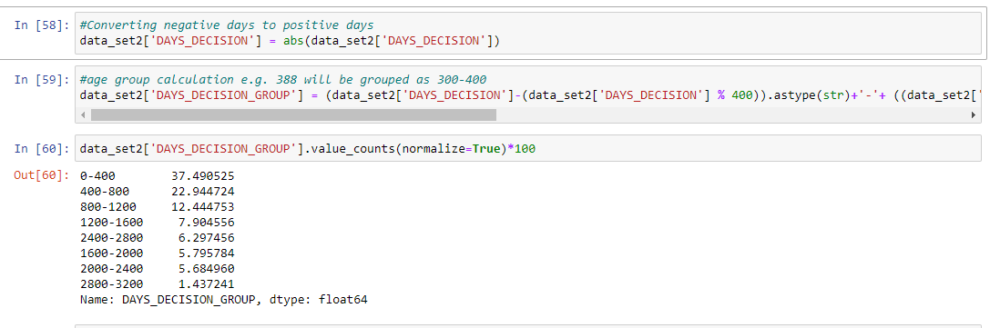 In [58]: #Converting negative days to positive days
data_set2['DAYS_DECISION'] = abs(data_set2['DAYS_DECISION'])
In [59]: #age group calculation e.g. 388 will be grouped as 300-400
data_set2['DAYS_DECISION_GROUP'] = (data_set2['DAYS_DECISION']-(data_set2['DAYS_DECISION'] % 400)).astype(str)+'-'+ ((data_set2['
In [60]: data_set2['DAYS_DECISION_GROUP'].value_counts(normalize=True)*100
Out[60]: 0-400 37.490525
400-800 22.944724
800-1200 12.444753
1200-1600 7.904556
2400-2800 6.297456
1600-2000 5.795784
2000-2400 5.684960
2800-3200 1.437241
Name: DAYS_DECISION_GROUP, dtype: float64